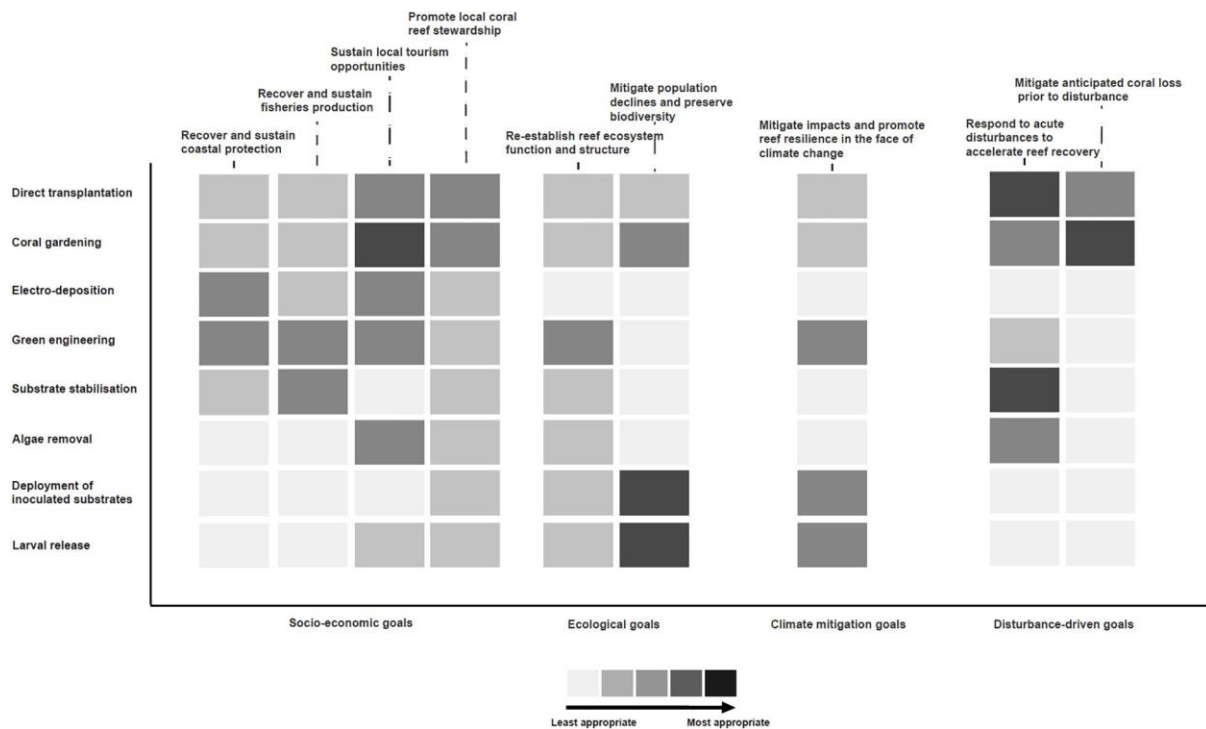 Promote local coral
reef stewardship
Sustain local tourism
opportunities
Recover and sustain
fisheries production
Recover and sustain
coastal protection
Mitigate population
declines and preserve
biodiversity
Re-establish reef ecosystem
function and structure
Mitigate impacts and promote
reef resilience in the face of
climate change
Mitigate anticipated coral loss
prior to disturbance
Respond to acute
disturbances to
accelerate reef recovery
Direct transplantation
Coral gardening
Electro-deposition
Green engineering
Substrate stabilisation
Algae removal
Deployment of
inoculated substrates
Larval release
Socio-economic goals
Ecological goals
Climate mitigation goals
Disturbance-driven goals
Least appropriate
Most appropriate